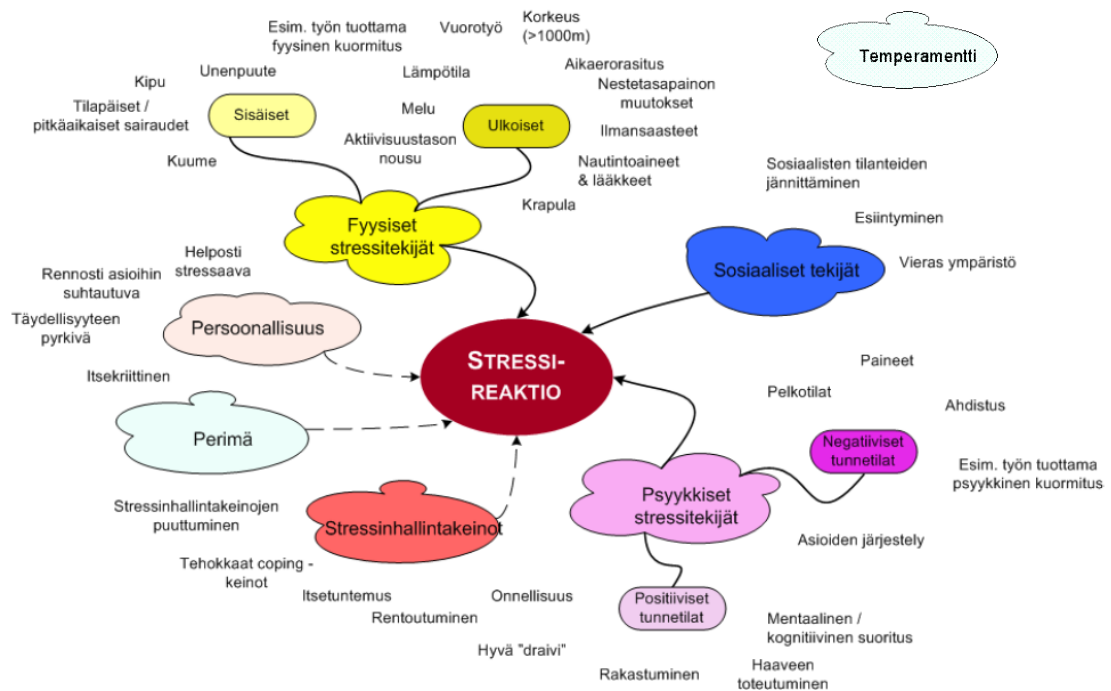 Esim. työn tuottama
fyysinen kuormitus
Vuorotyö
Korkeus
(>1000m)
Temperamentti
Kipu
Unenpuute
Lämpötila
Aikaerorasitus
Nestetasapainon
muutokset
Tilapäiset /
pitkäaikaiset sairaudet
Sisäiset
Melu
Ulkoiset
Ilmansaasteet
Aktiivisuustason
nousu
Kuume
Nautintoaineet
& lääkkeet
Krapula
Sosiaalisten tilanteiden
jännittäminen
Esiintyminen
Fyysiset
stressitekijät
Sosiaaliset tekijät
Vieras ympäristö
Helposti
stressaava
Rennosti asioihin
suhtautuva
Täydellisyyteen
pyrkivä
Persoonallisuus
Itsekriittinen
STRESSI-
REAKTIO
Perimä
Paineet
Pelkotilat
Ahdistus
Negatiiviset
tunnetilat
Esim. työn tuottama
psyykkinen kuormitus
Psyykkiset
stressitekijät
Asioiden järjestely
Stressinhallintakeinojen
puuttuminen
Stressinhallintakeinot
Tehokkaat coping -
keinot
Itsetuntemus
Rentoutuminen
Onnellisuus
Hyvä "draivi"
Positiiviset
tunnetilat
Mentaalinen /
kognitiivinen suoritus
Rakastuminen
Haaveen
toteutuminen